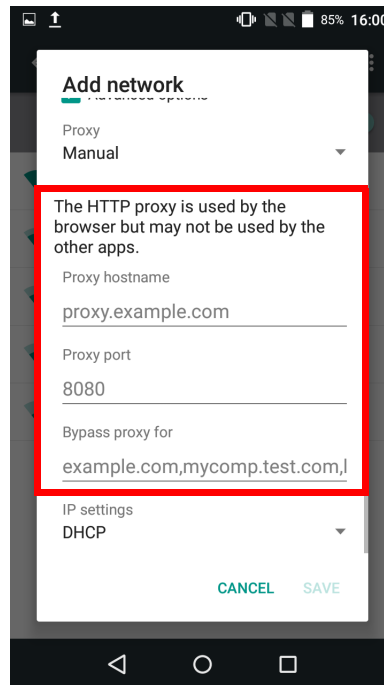 85% 16:00
Add network
Advanced options
Proxy
Manual
The HTTP proxy is used by the
browser but may not be used by the
other apps.
Proxy hostname
proxy.example.com
Proxy port
8080
Bypass proxy for
example.com,mycomp.test.com,l
IP settings
DHCP
CANCEL SAVE